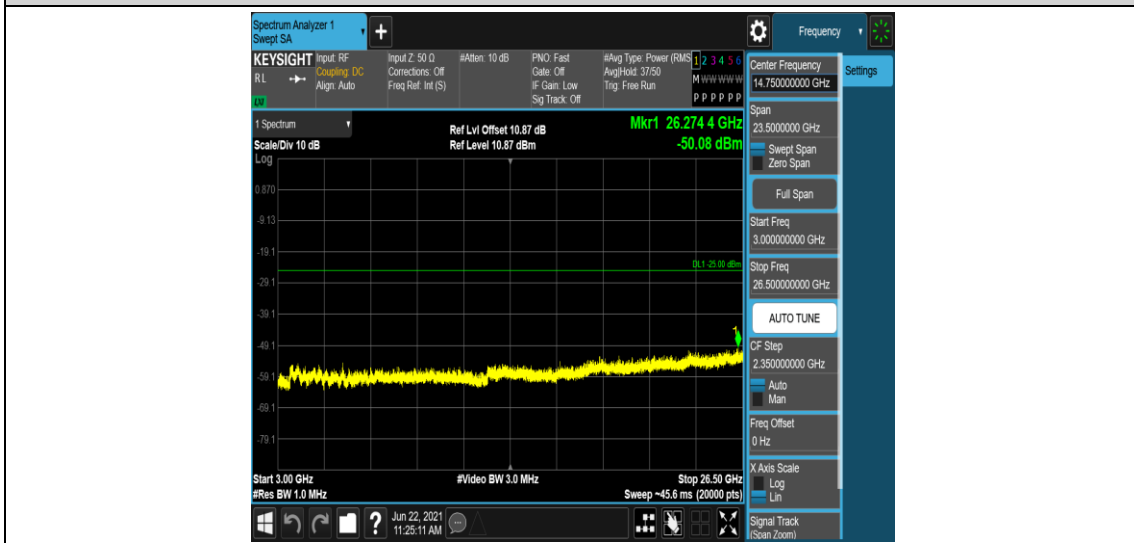 Spectrum Analyzer 1
Swept SA
Frequency
KEYSIGHT
RL
Input: RF
Coupling: DC
Align: Auto
Input Z: 50 Ω
Corrections: Off
Freq Ref: Int (S)
#Atten: 10 dB
PNO: Fast
Gate: Off
IF Gain: Low
Sig Track: Off
#Avg Type: Power (RMS
Avg|Hold: 37/50
Trig: Free Run
1 2 3 4 5 6
M W W W W W
P P P P P P
1 Spectrum
Scale/Div 10 dB
Ref Lvl Offset 10.87 dB
Ref Level 10.87 dBm
Mkr1 26.274 4 GHz
-50.08 dBm
Log
0.870
-9.13
-19.1
DL1 -25.00 dBm
-29.1
-39.1
1
-49.1
-59.1
-69.1
-79.1
Start 3.00 GHz
#Res BW 1.0 MHz
#Video BW 3.0 MHz
Stop 26.50 GHz
Sweep ~45.6 ms (20000 pts)
Jun 22, 2021
11:25:11 AM
Center Frequency
14.750000000 GHz
Settings
Span
23.5000000 GHz
Swept Span
Zero Span
Full Span
Start Freq
3.000000000 GHz
Stop Freq
26.500000000 GHz
AUTO TUNE
CF Step
2.350000000 GHz
Auto
Man
Freq Offset
0 Hz
X Axis Scale
Log
Lin
Signal Track
(Span Zoom)